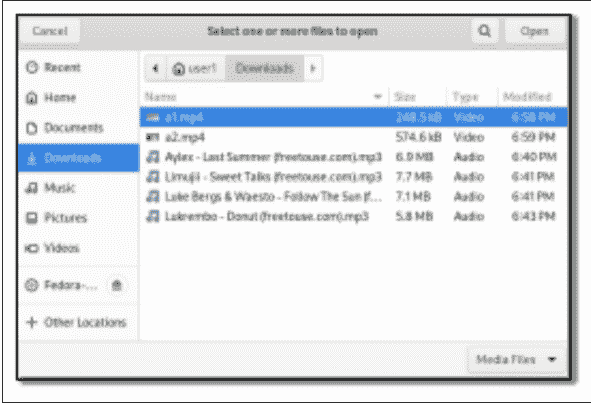 Cancel Select one or more files to open Open
Recent
Home
Documents
Downloads
Music
Pictures
Videos
Fedora-...
Other Locations
user1 Downloads
Name Size Type Modified
a1.mp4 248.5 kB Video 6:58 PM
a2.mp4 574.6 kB Video 6:59 PM
Aylex - Last Summer (freetouse.com).mp3 6.9 MB Audio 6:40 PM
Limujii - Sweet Talks (freetouse.com).mp3 7.7 MB Audio 6:41 PM
Luke Bergs & Waesto - Follow The Sun (f... 7.1 MB Audio 6:41 PM
Lukrembo - Donut (freetouse.com).mp3 5.8 MB Audio 6:43 PM
Media Files